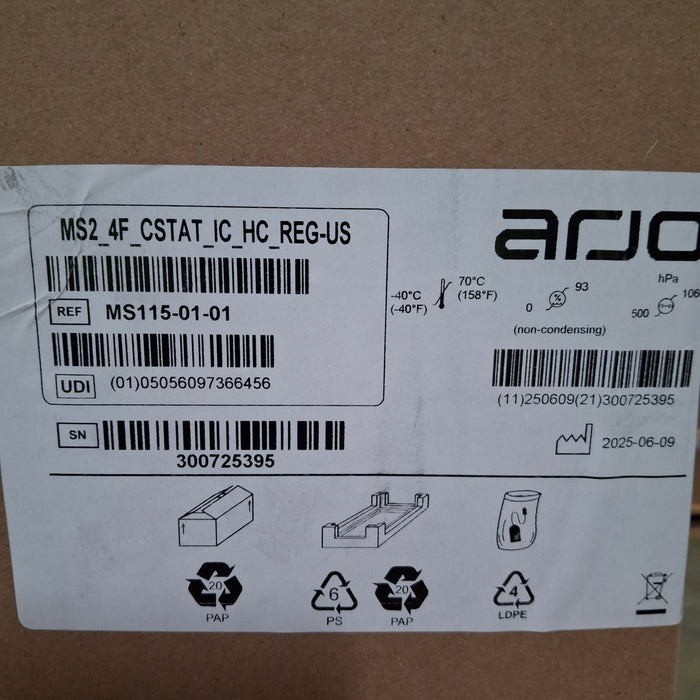 MS2_4F_CSTAT_IC_HC_REG-US
arjo
REF MS115-01-01
UDI (01)05056097366456
SN
300725395
-40°C
(-40°F)
70°C
(158°F)
0 % 93
(non-condensing)
hPa
500 106
(11)250609(21)300725395
2025-06-09
20
PAP
6
PS
20
PAP
4
LDPE